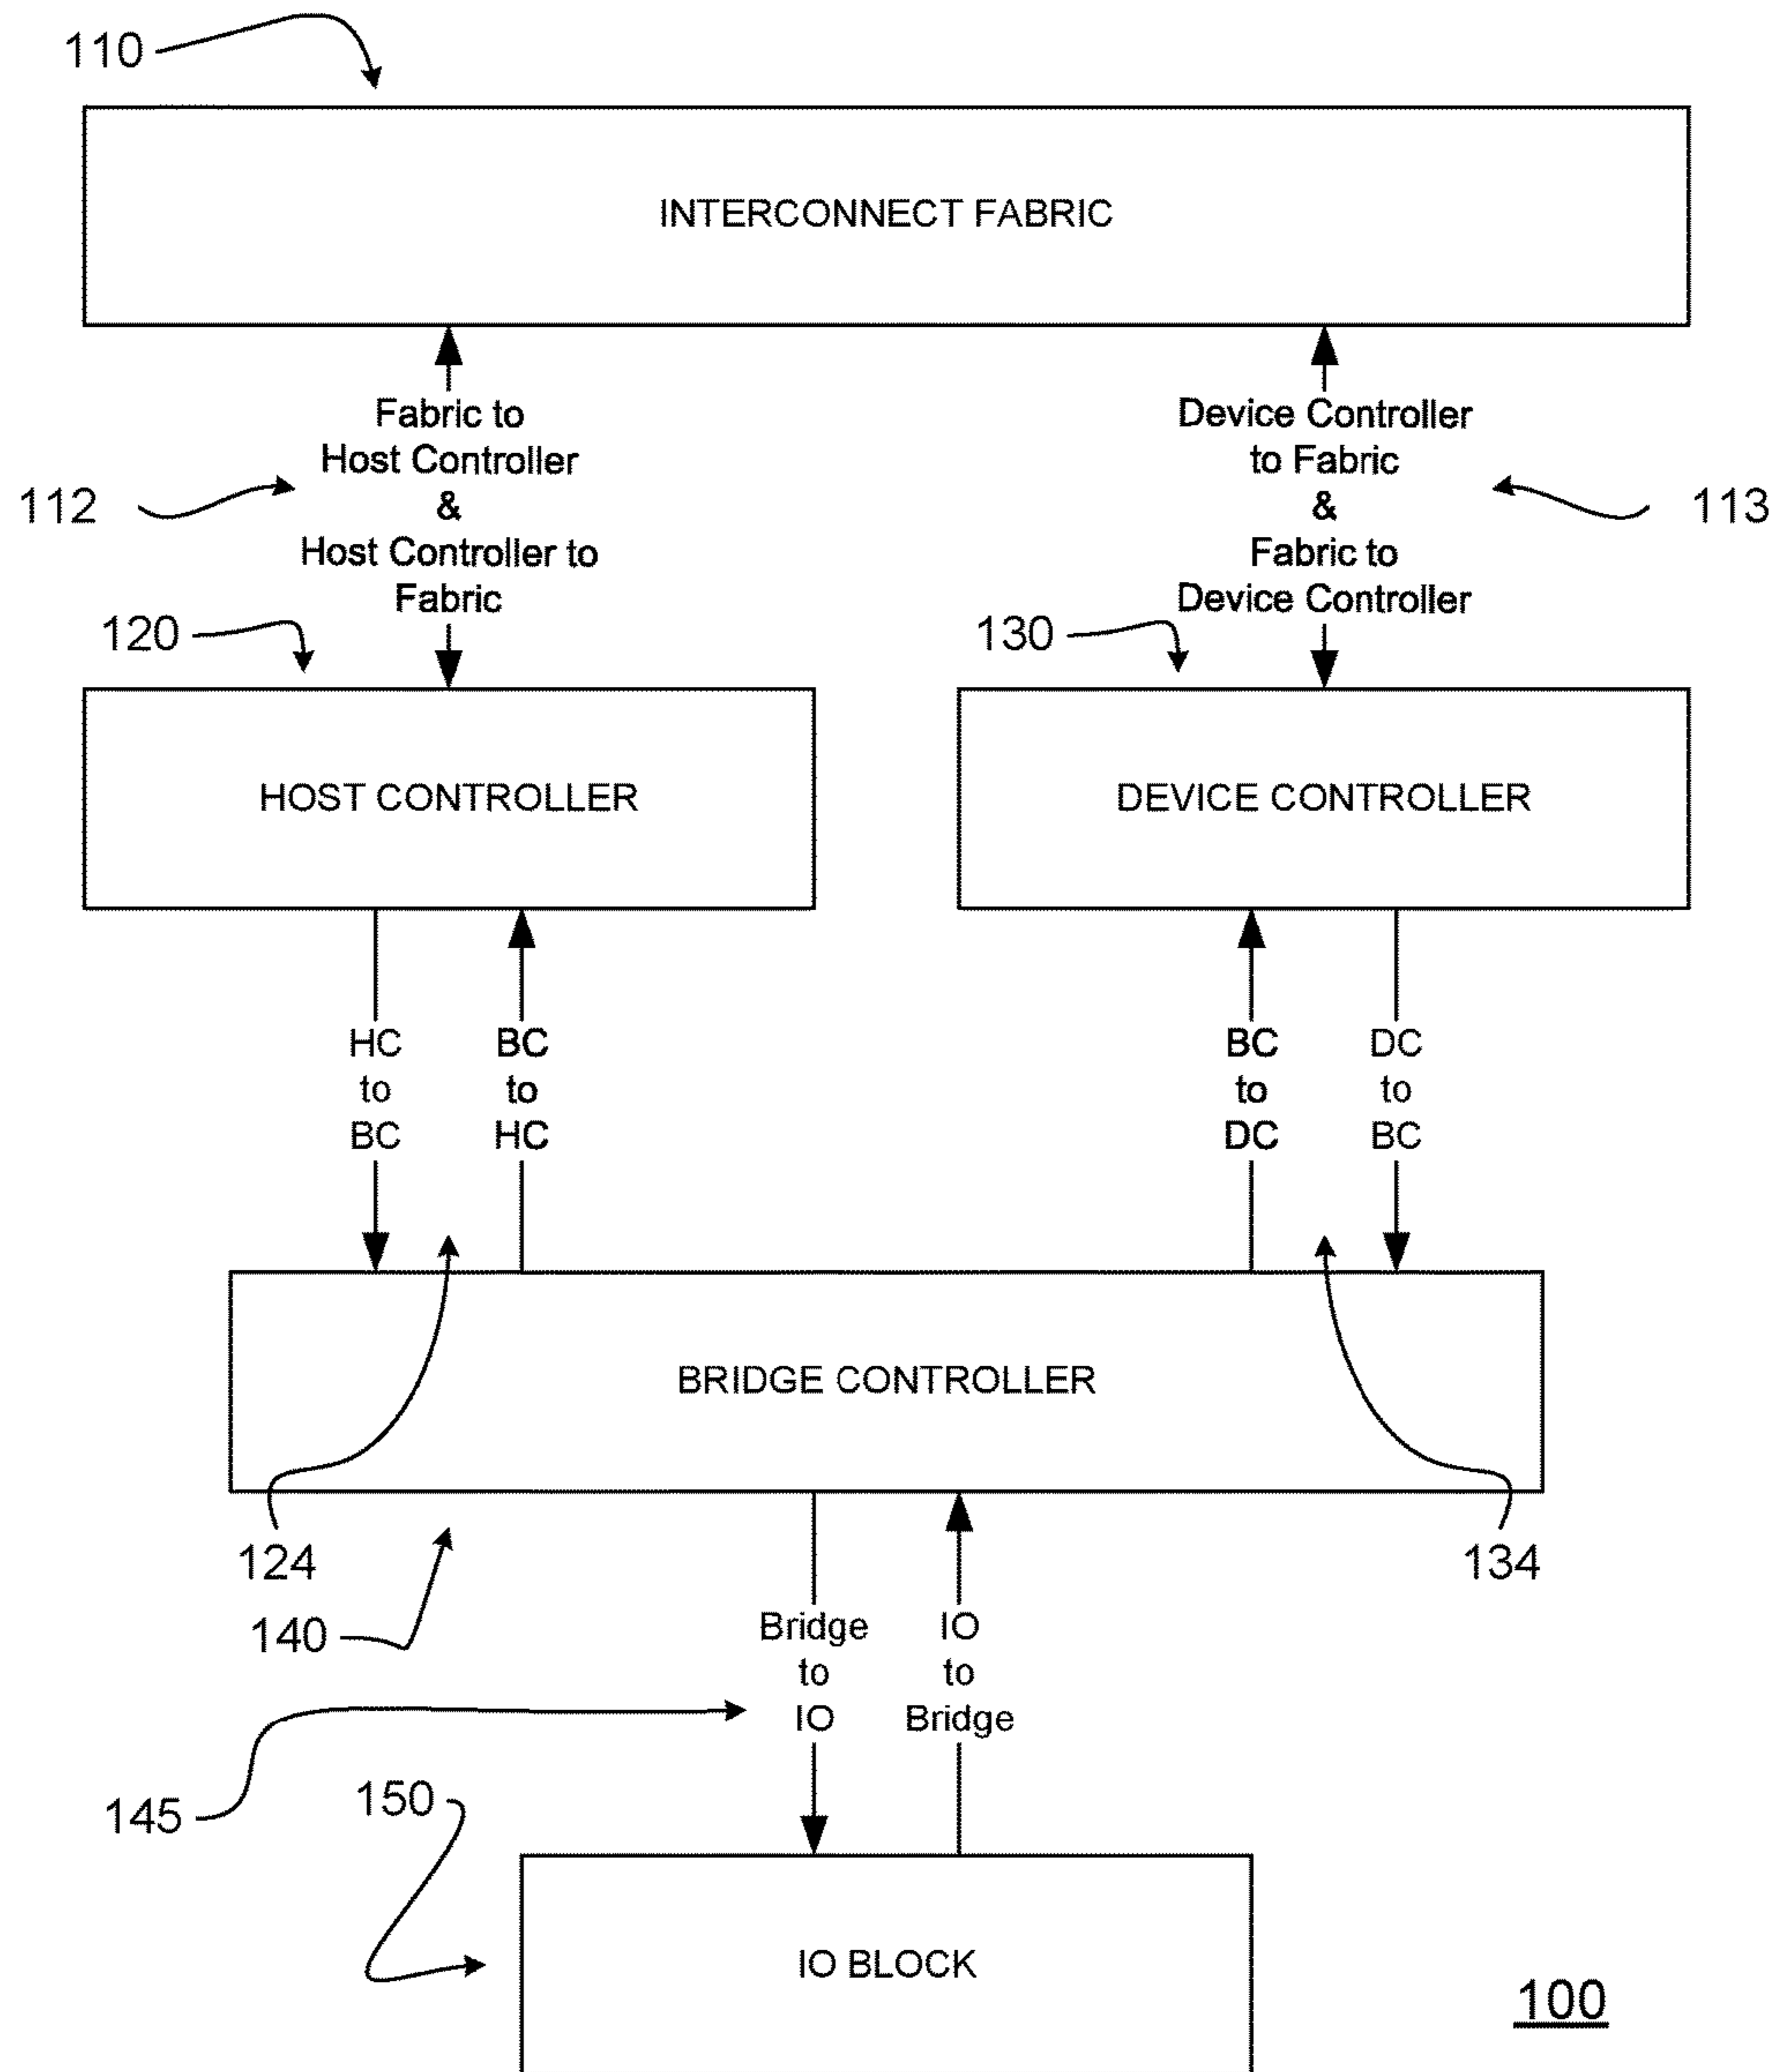 110
INTERCONNECT FABRIC
Fabric to
Host Controller
&
Host Controller to
Fabric
112
Device Controller
to Fabric
&
Fabric to
Device Controller
113
120
130
HOST CONTROLLER
DEVICE CONTROLLER
HC
to
BC
BC
to
HC
BC
to
DC
DC
to
BC
BRIDGE CONTROLLER
124
134
140
Bridge
to
IO
IO
to
Bridge
145
150
IO BLOCK
100